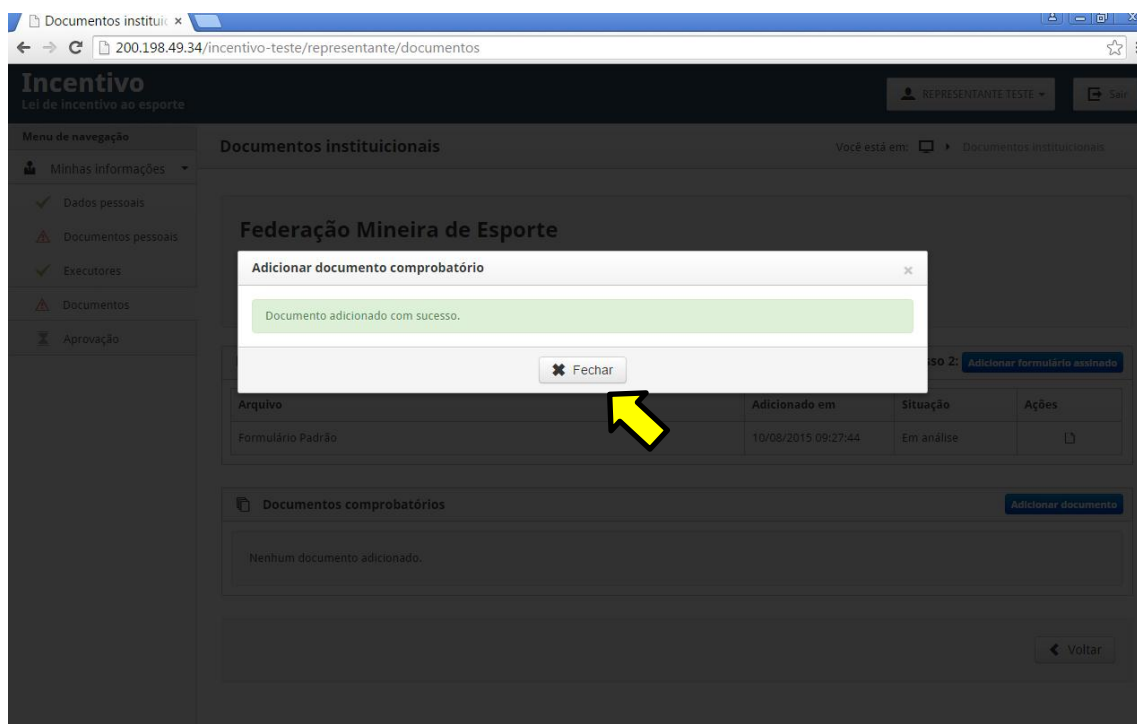 Documentos instituic
200.198.49.34/incentivo-teste/representante/documentos
Incentivo
Lei de incentivo ao esporte
REPRESENTANTE TESTE
Sair
Menu de navegação
Minhas informações
Dados pessoais
Documentos pessoais
Executores
Documentos
Aprovação
Documentos instituicionais
Você está em:
Documentos instituicionais
Federação Mineira de Esporte
Adicionar documento comprobatório
Documento adicionado com sucesso.
Fechar
sso 2: Adicionar formulário assinado
Arquivo Adicionado em Situação Ações
Formulário Padrão 10/08/2015 09:27:44 Em análise
Documentos comprobatórios Adicionar documento
Nenhum documento adicionado.
Voltar